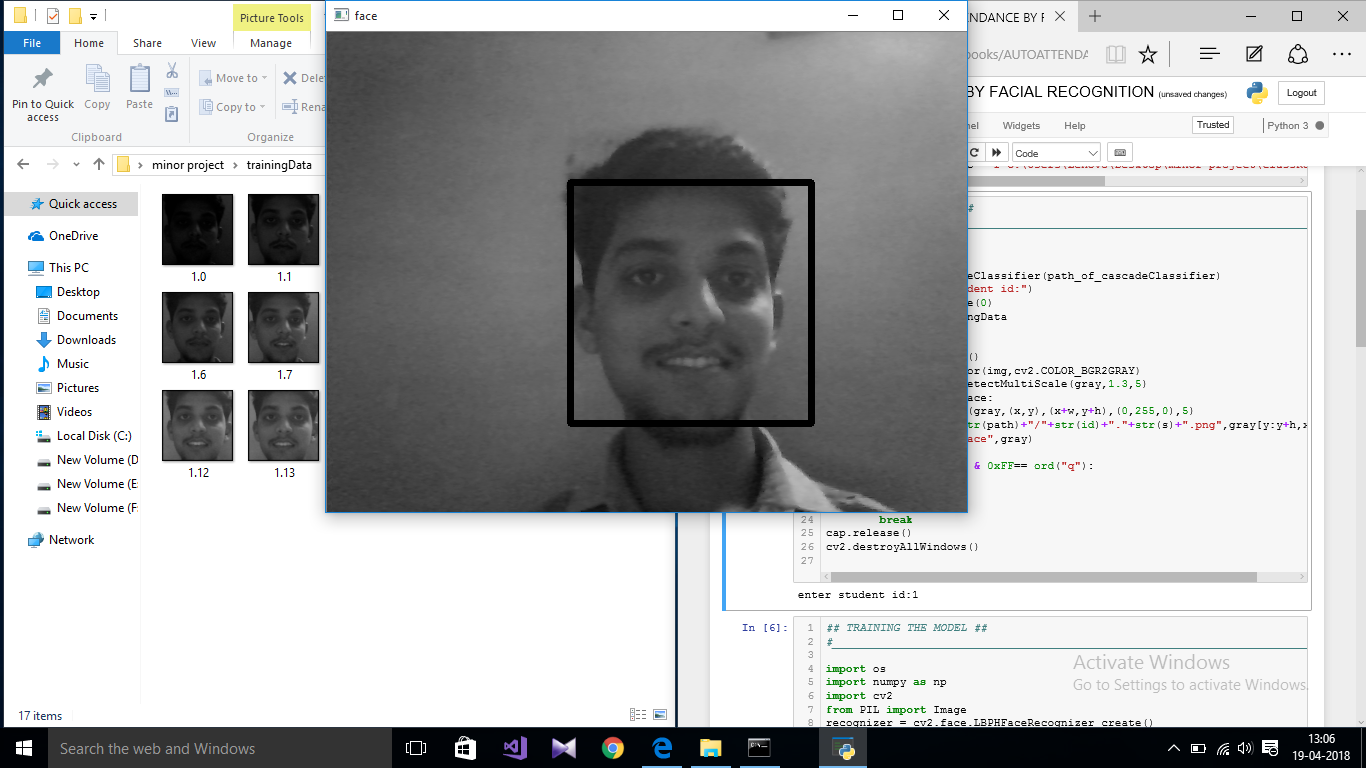 Picture Tools
face
ENDANCE BY F
File
Home
Share
View
Manage
books/AUTOATTENDA
Pin to Quick access
Copy
Paste
Move to
Copy to
Dele
Rena
Clipboard
Organize
BY FACIAL RECOGNITION (unsaved changes)
Logout
nel
Widgets
Help
Trusted
Python 3
Code
minor project
trainingData
Quick access
OneDrive
This PC
Desktop
Documents
Downloads
Music
Pictures
Videos
Local Disk (C:)
New Volume (D
New Volume (E
New Volume (F
Network
1.0
1.1
1.6
1.7
1.12
1.13
17 items
#
eClassifier(path_of_cascadeClassifier)
dent id:")
e(0)
ngData
()
or(img,cv2.COLOR_BGR2GRAY)
etectMultiScale(gray,1.3,5)
ace:
(gray,(x,y),(x+w,y+h),(0,255,0),5)
tr(path)+"/"+str(id)+"."+str(s)+".png",gray[y:y+h,x
ace",gray)
& 0xFF== ord("q"):
24 break
25 cap.release()
26 cv2.destroyAllWindows()
27
enter student id:1
In [6]:
1 ## TRAINING THE MODEL ##
2 #
3
4 import os
5 import numpy as np
6 import cv2
7 from PIL import Image
8 recognizer = cv2.face.LBPHFaceRecognizer_create()
Activate Windows
Go to Settings to activate Windows.
Search the web and Windows
13:06
19-04-2018